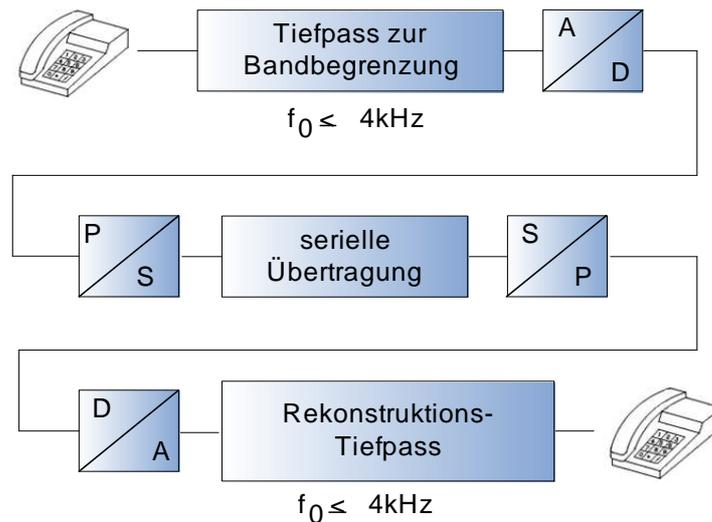 Tiefpass zur
Bandbegrenzung
A
D
f0 ≤ 4kHz
P
S
serielle
Übertragung
S
P
D
A
Rekonstruktions-
Tiefpass
f0 ≤ 4kHz